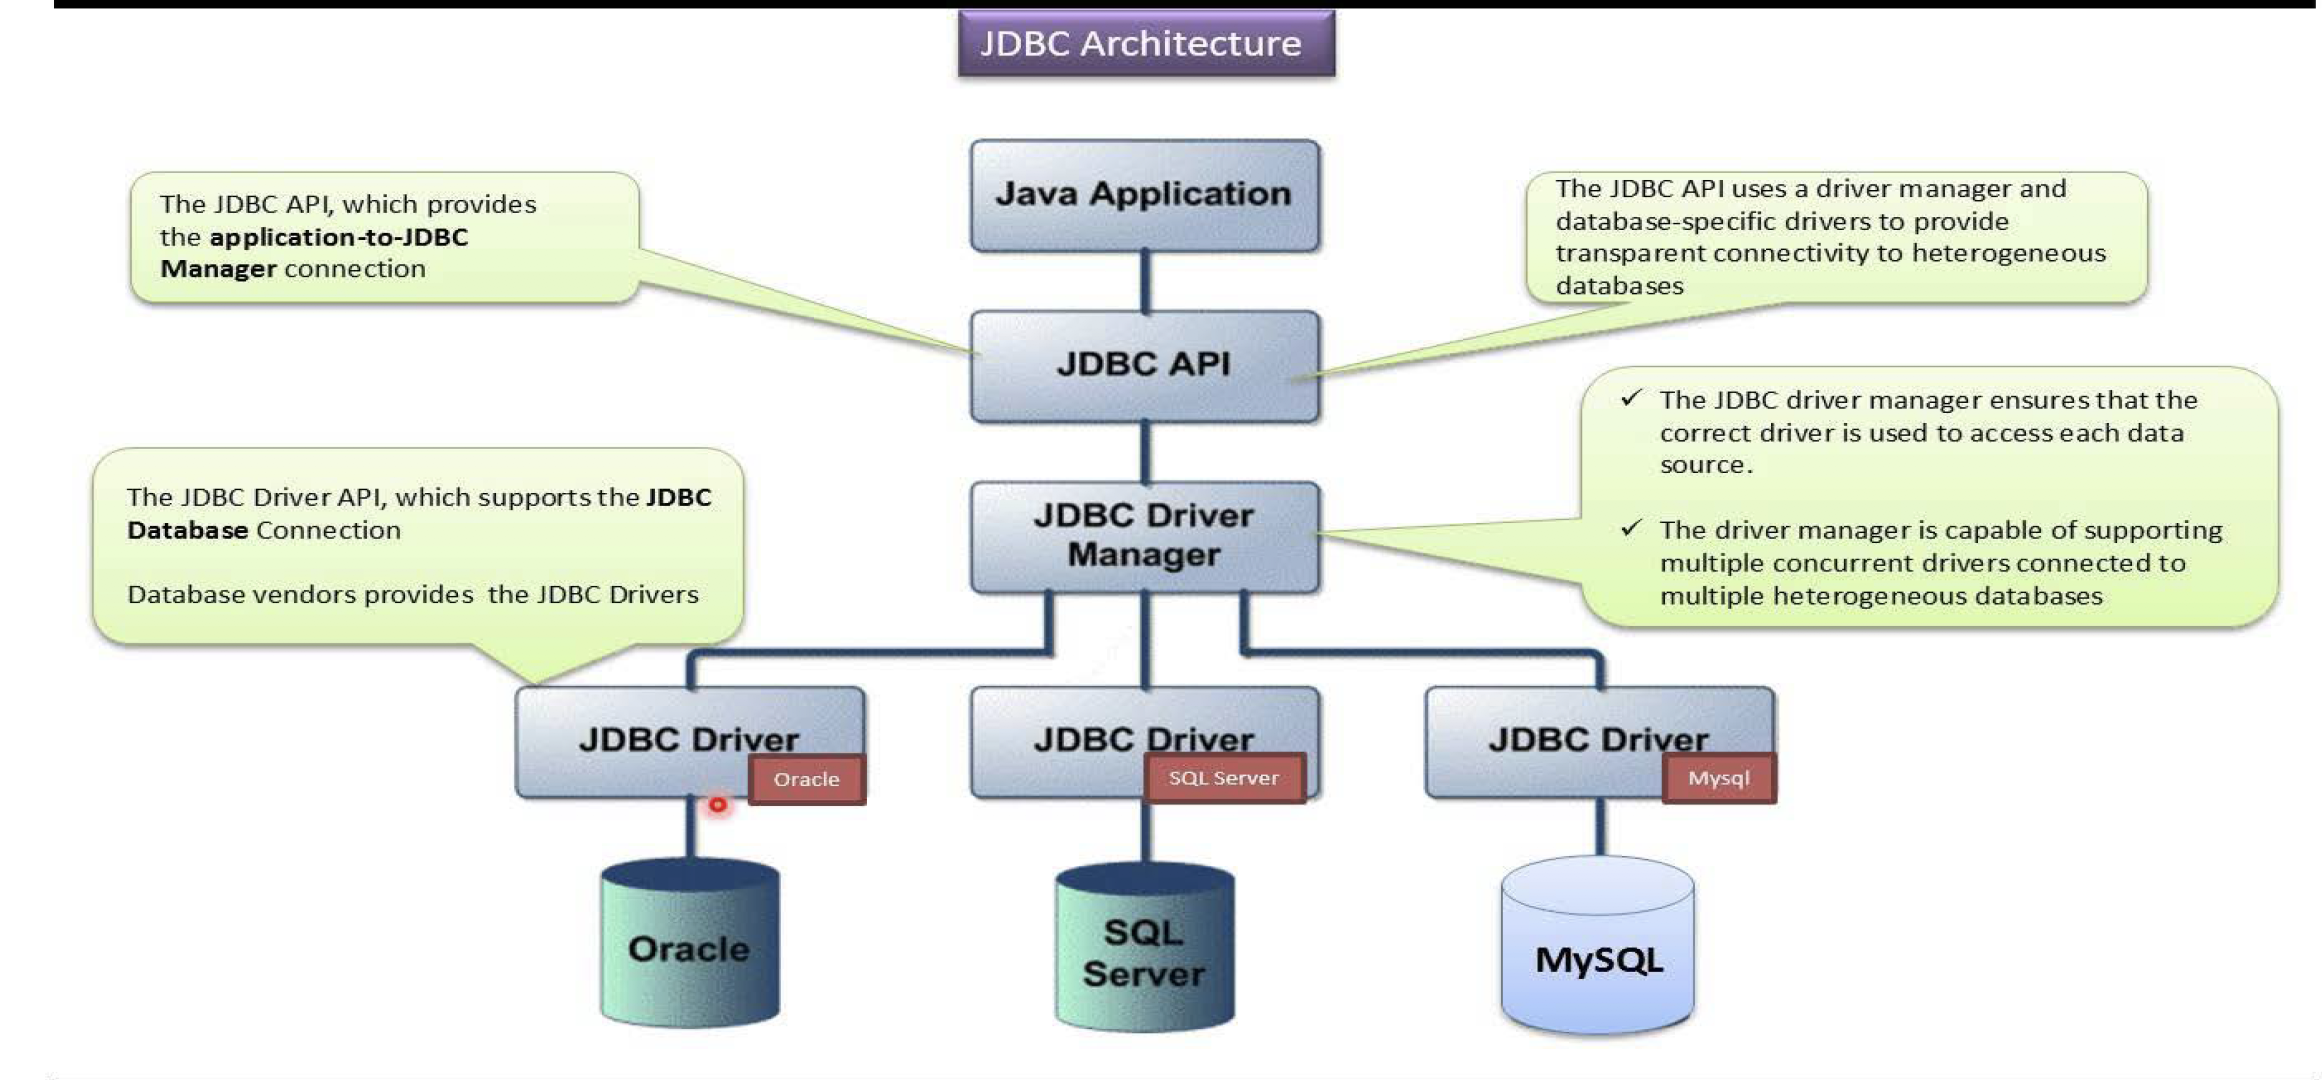 JDBC Architecture
Java Application
The JDBC API, which provides
the application-to-JDBC
Manager connection
The JDBC API uses a driver manager and
database-specific drivers to provide
transparent connectivity to heterogeneous
databases
JDBC API
✓ The JDBC driver manager ensures that the
correct driver is used to access each data
source.
✓ The driver manager is capable of supporting
multiple concurrent drivers connected to
multiple heterogeneous databases
The JDBC Driver API, which supports the JDBC
Database Connection
Database vendors provides the JDBC Drivers
JDBC Driver
Manager
JDBC Driver
Oracle
JDBC Driver
SQL Server
JDBC Driver
Mysql
Oracle
SQL
Server
MySQL